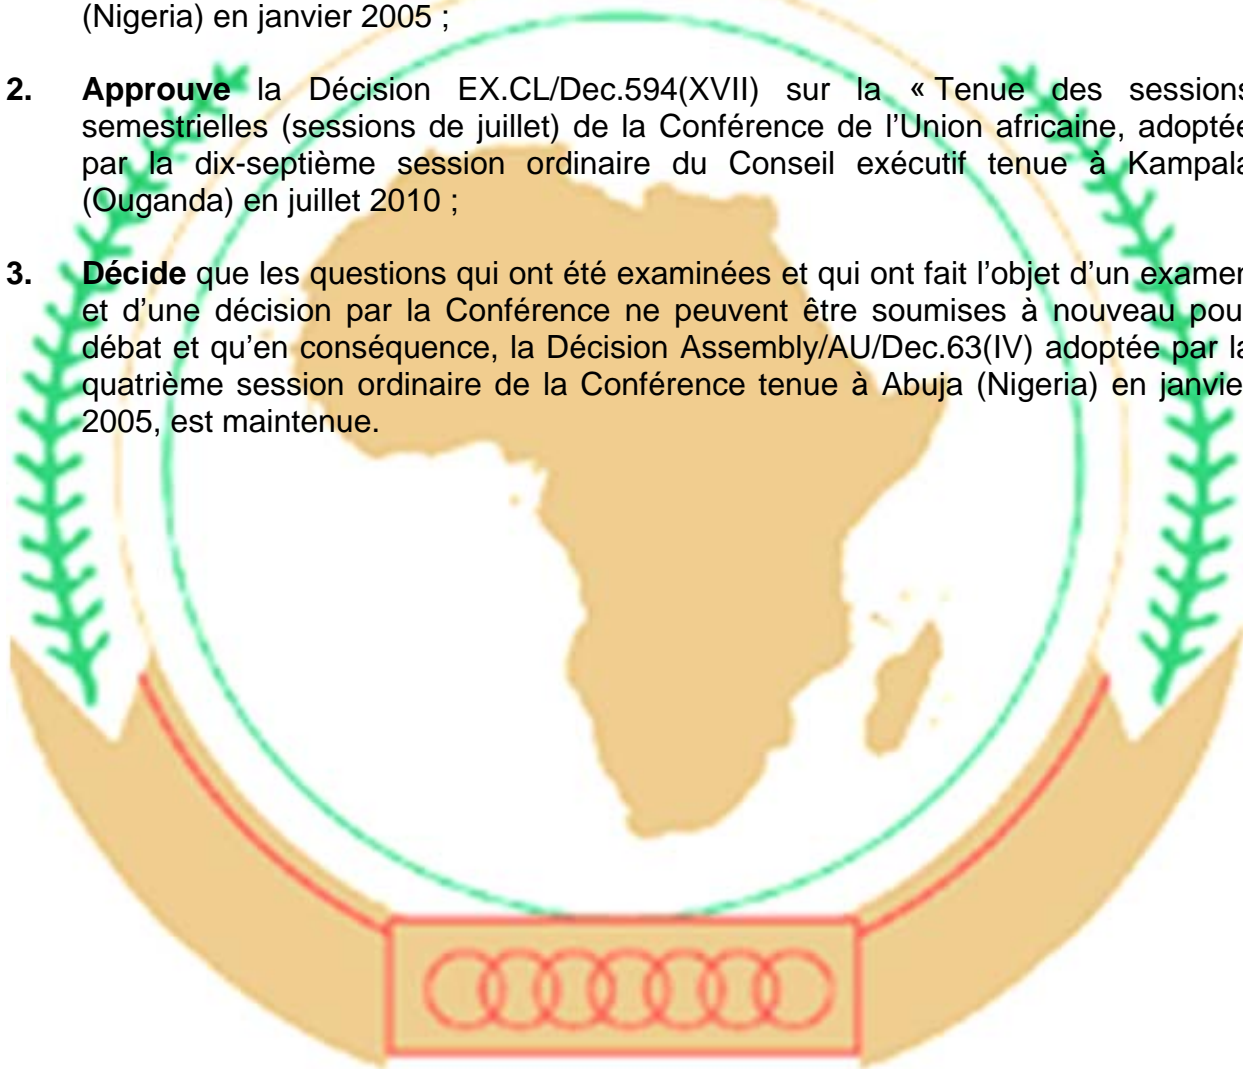 (Nigeria) en janvier 2005 ;
2. Approuve la Décision EX.CL/Dec.594(XVII) sur la « Tenue des sessions
semestrielles (sessions de juillet) de la Conférence de l’Union africaine, adoptée
par la dix-septième session ordinaire du Conseil exécutif tenue à Kampala
(Ouganda) en juillet 2010 ;
3. Décide que les questions qui ont été examinées et qui ont fait l’objet d’un examen
et d’une décision par la Conférence ne peuvent être soumises à nouveau pour
débat et qu’en conséquence, la Décision Assembly/AU/Dec.63(IV) adoptée par la
quatrième session ordinaire de la Conférence tenue à Abuja (Nigeria) en janvier
2005, est maintenue.